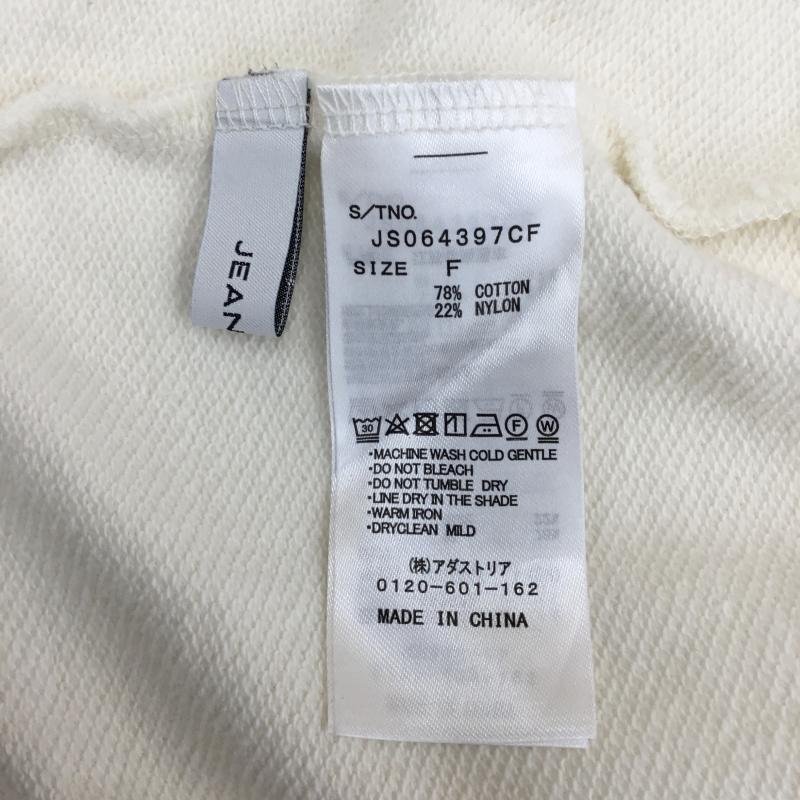 JEAN
S/TNO.
JS064397CF
SIZE F
78% COTTON
22% NYLON
30 F W
・MACHINE WASH COLD GENTLE
・DO NOT BLEACH
・DO NOT TUMBLE DRY
・LINE DRY IN THE SHADE
・WARM IRON
・DRYCLEAN MILD
(株)アダストリア
0120-601-162
MADE IN CHINA